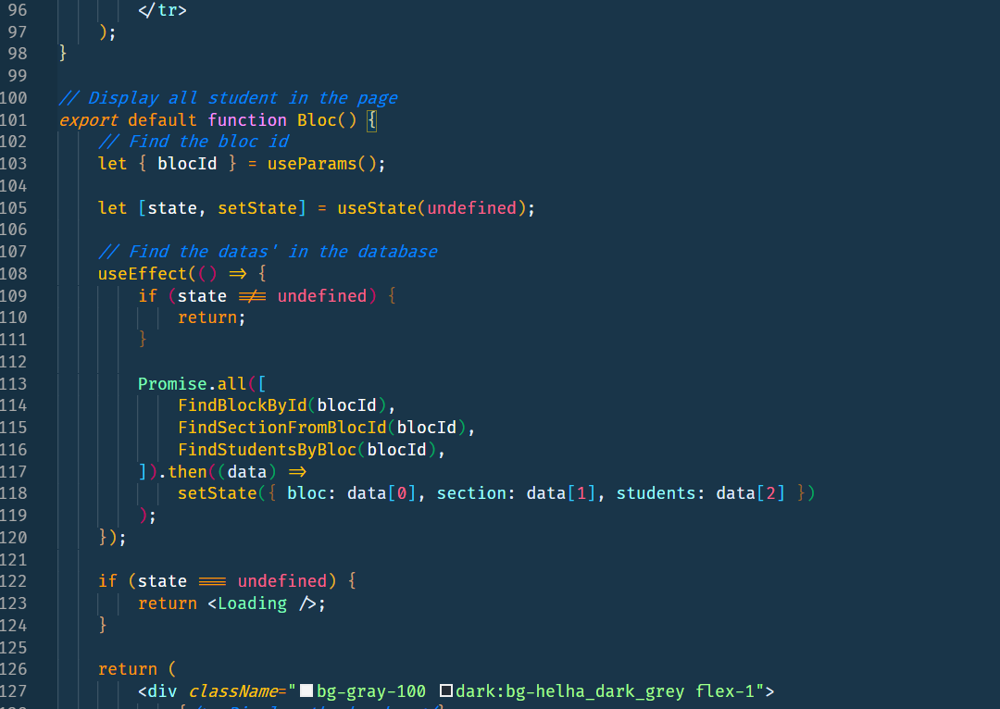 96 </tr>
97 );
98 }
99
100 // Display all student in the page
101 export default function Bloc() {
102 // Find the bloc id
103 let { blocId } = useParams();
104
105 let [state, setState] = useState(undefined);
106
107 // Find the datas' in the database
108 useEffect(() => {
109 if (state !== undefined) {
110 return;
111 }
112
113 Promise.all([
114 FindBlockById(blocId),
115 FindSectionFromBlocId(blocId),
116 FindStudentsByBloc(blocId),
117 ]).then((data) =>
118 setState({ bloc: data[0], section: data[1], students: data[2] })
119 );
120 });
121
122 if (state === undefined) {
123 return <Loading />;
124 }
125
126 return (
127 <div className="bg-gray-100 dark:bg-helha_dark_grey flex-1">